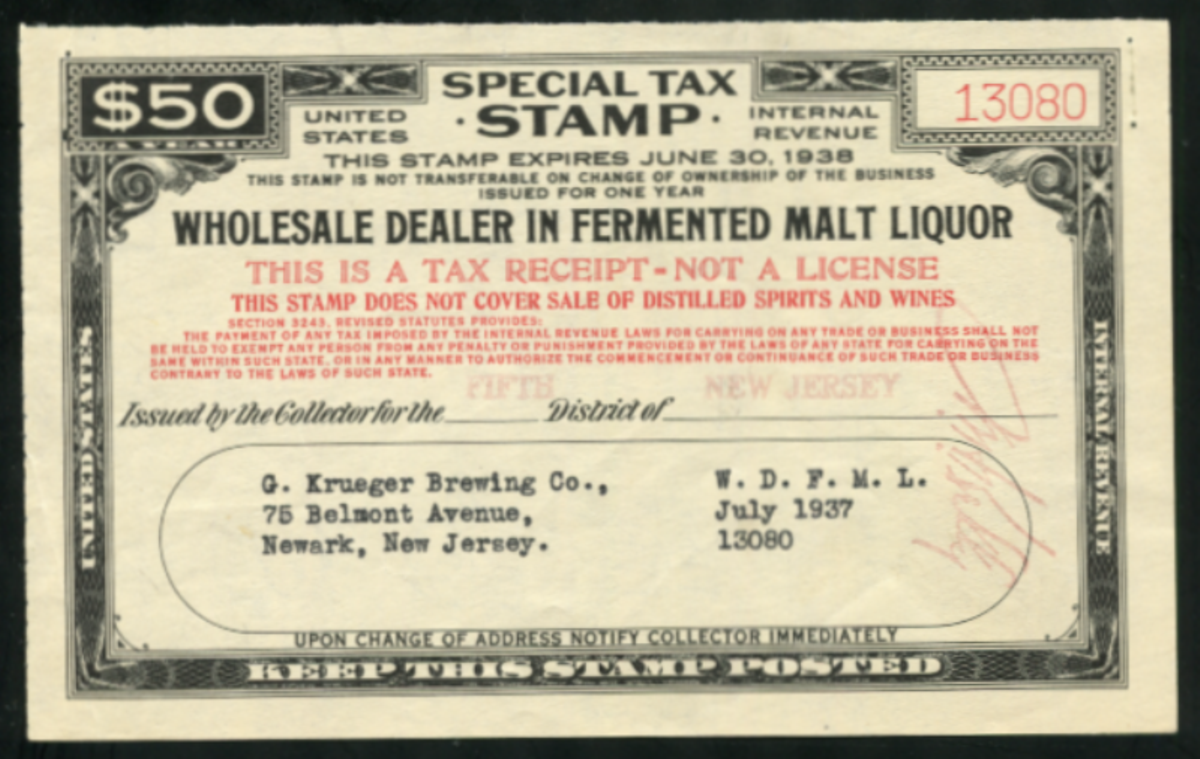 $50
A YEAR
UNITED STATES
SPECIAL TAX
· STAMP ·
INTERNAL REVENUE
13080
THIS STAMP EXPIRES JUNE 30, 1938
THIS STAMP IS NOT TRANSFERABLE ON CHANGE OF OWNERSHIP OF THE BUSINESS
ISSUED FOR ONE YEAR
WHOLESALE DEALER IN FERMENTED MALT LIQUOR
THIS IS A TAX RECEIPT-NOT A LICENSE
THIS STAMP DOES NOT COVER SALE OF DISTILLED SPIRITS AND WINES
SECTION 3243, REVISED STATUTES PROVIDES:
THE PAYMENT OF ANY TAX IMPOSED BY THE INTERNAL REVENUE LAWS FOR CARRYING ON ANY TRADE OR BUSINESS SHALL NOT
BE HELD TO EXEMPT ANY PERSON FROM ANY PENALTY OR PUNISHMENT PROVIDED BY THE LAWS OF ANY STATE FOR CARRYING ON THE
SAME WITHIN SUCH STATE, OR IN ANY MANNER TO AUTHORIZE THE COMMENCEMENT OR CONTINUANCE OF SUCH TRADE OR BUSINESS
CONTRARY TO THE LAWS OF SUCH STATE.
Issued by the Collector for the FIFTH District of NEW JERSEY
G. Krueger Brewing Co., W. D. F. M. L.
75 Belmont Avenue, July 1937
Newark, New Jersey. 13080
UPON CHANGE OF ADDRESS NOTIFY COLLECTOR IMMEDIATELY
KEEP THIS STAMP POSTED
UNITED STATES
INTERNAL REVENUE